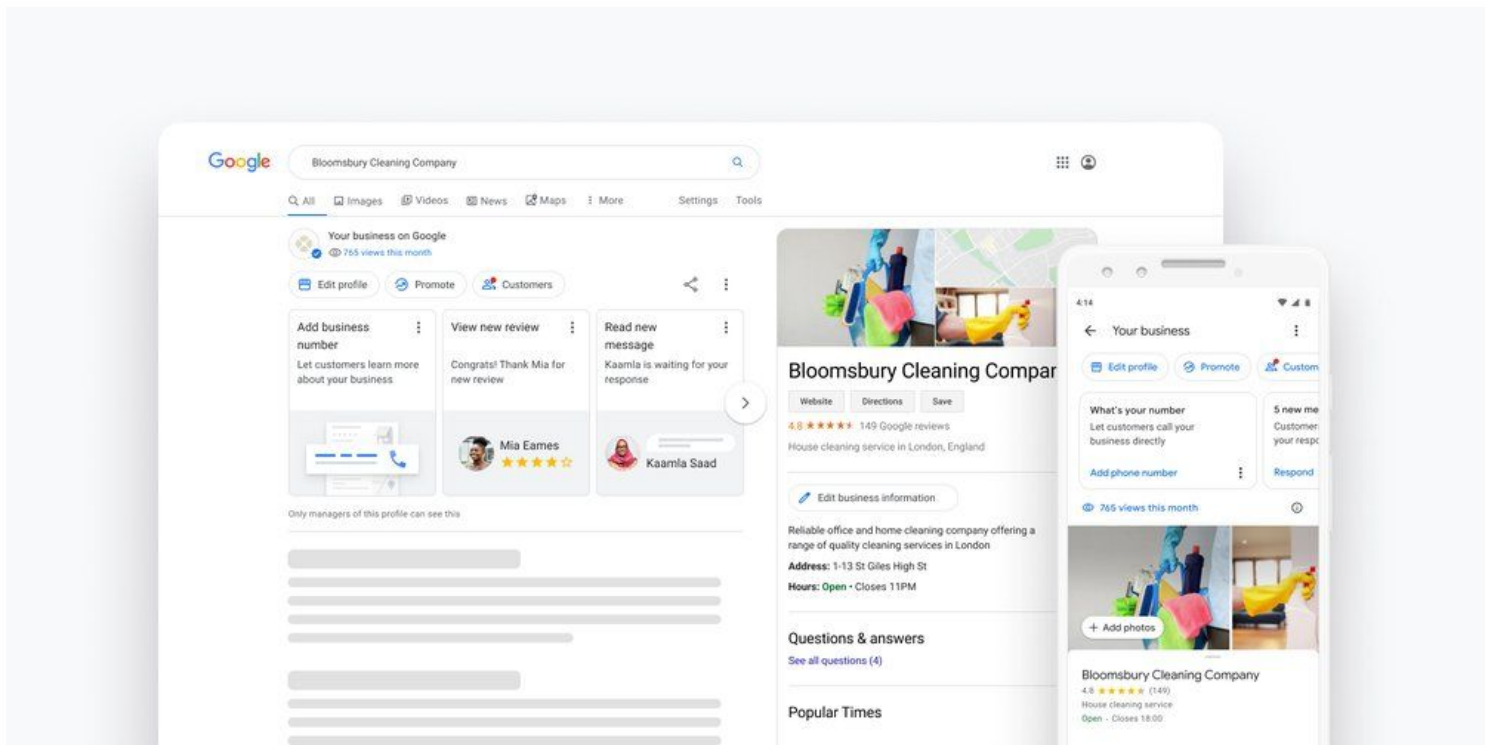 Google
Bloomsbury Cleaning Company
All Images Videos News Maps More Settings Tools
Your business on Google
765 views this month
Edit profile Promote Customers
Add business number
Let customers learn more about your business
View new review
Congrats! Thank Mia for new review
Mia Eames
Read new message
Kaamla is waiting for your response
Kaamla Saad
Only managers of this profile can see this
Bloomsbury Cleaning Compan
Website Directions Save
4.8 149 Google reviews
House cleaning service in London, England
Edit business information
Reliable office and home cleaning company offering a
range of quality cleaning services in London
Address: 1-13 St Giles High St
Hours: Open · Closes 11PM
Questions & answers
See all questions (4)
Popular Times
4:14
Your business
Edit profile Promote Custom
What's your number
Let customers call your
business directly
Add phone number
5 new me
Customer
your respo
Respond
765 views this month
+ Add photos
Bloomsbury Cleaning Company
4.8 (149)
House cleaning service
Open · Closes 18:00